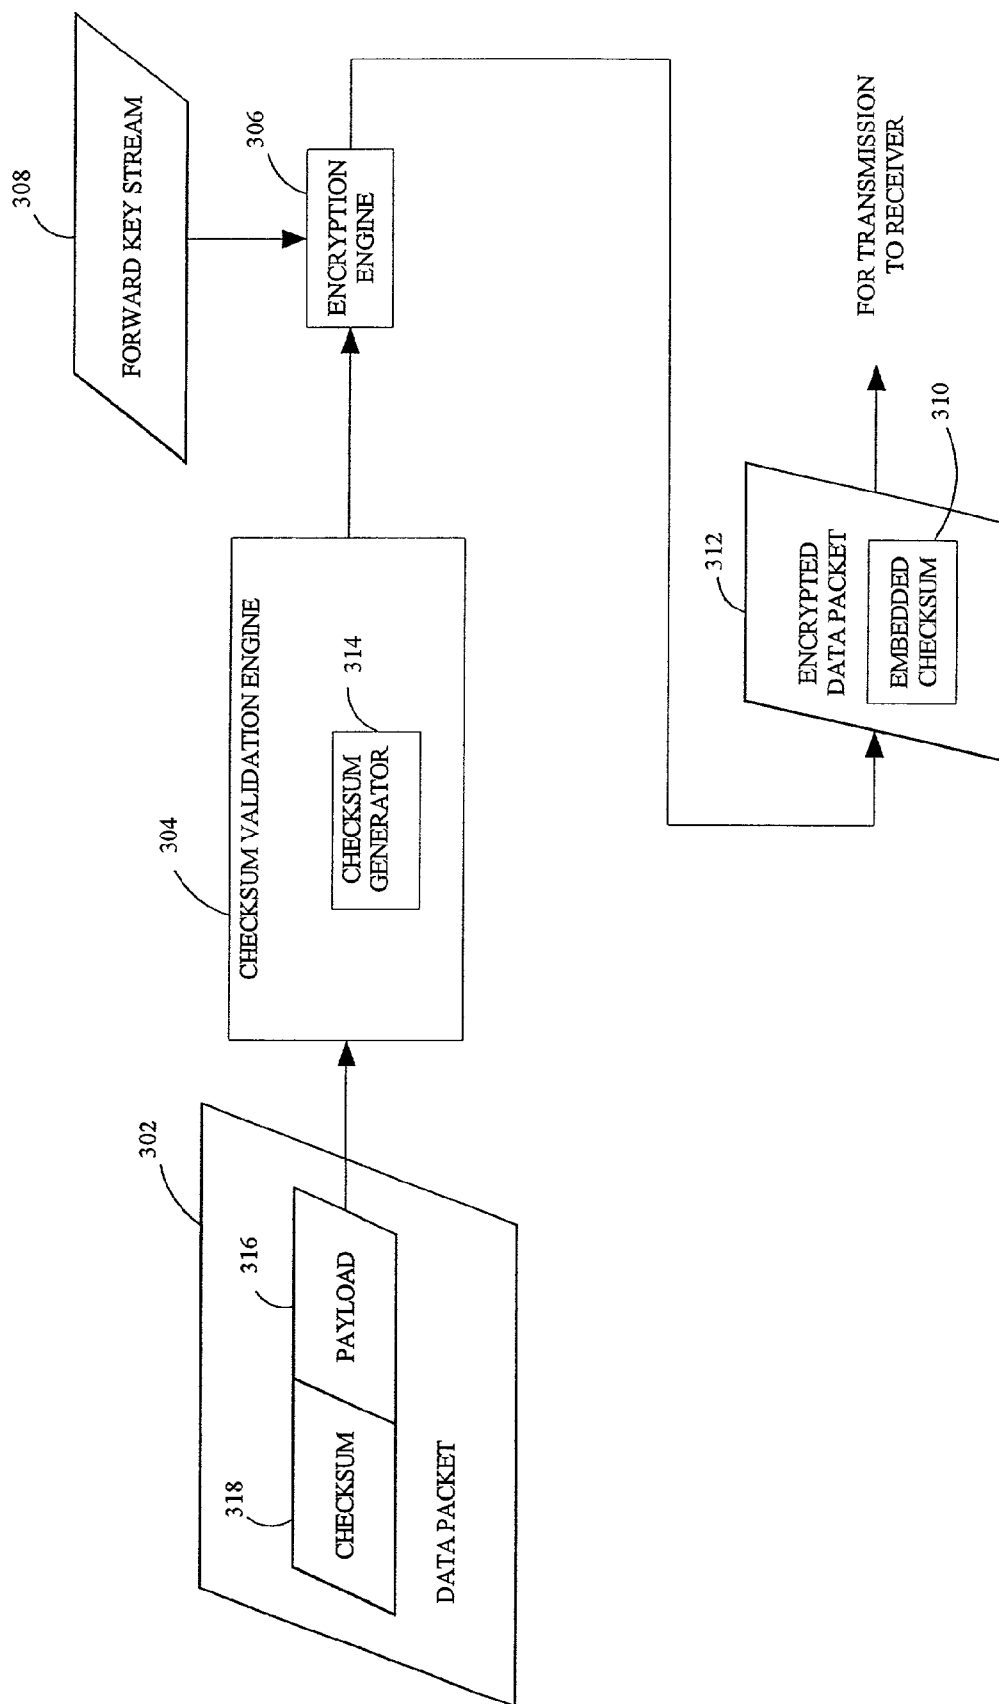 308
FORWARD KEY STREAM
306
ENCRYPTION
ENGINE
304
CHECKSUM VALIDATION ENGINE
314
CHECKSUM
GENERATOR
302
318
316
CHECKSUM
PAYLOAD
DATA PACKET
312
ENCRYPTED
DATA PACKET
EMBEDDED
CHECKSUM
310
FOR TRANSMISSION
TO RECEIVER